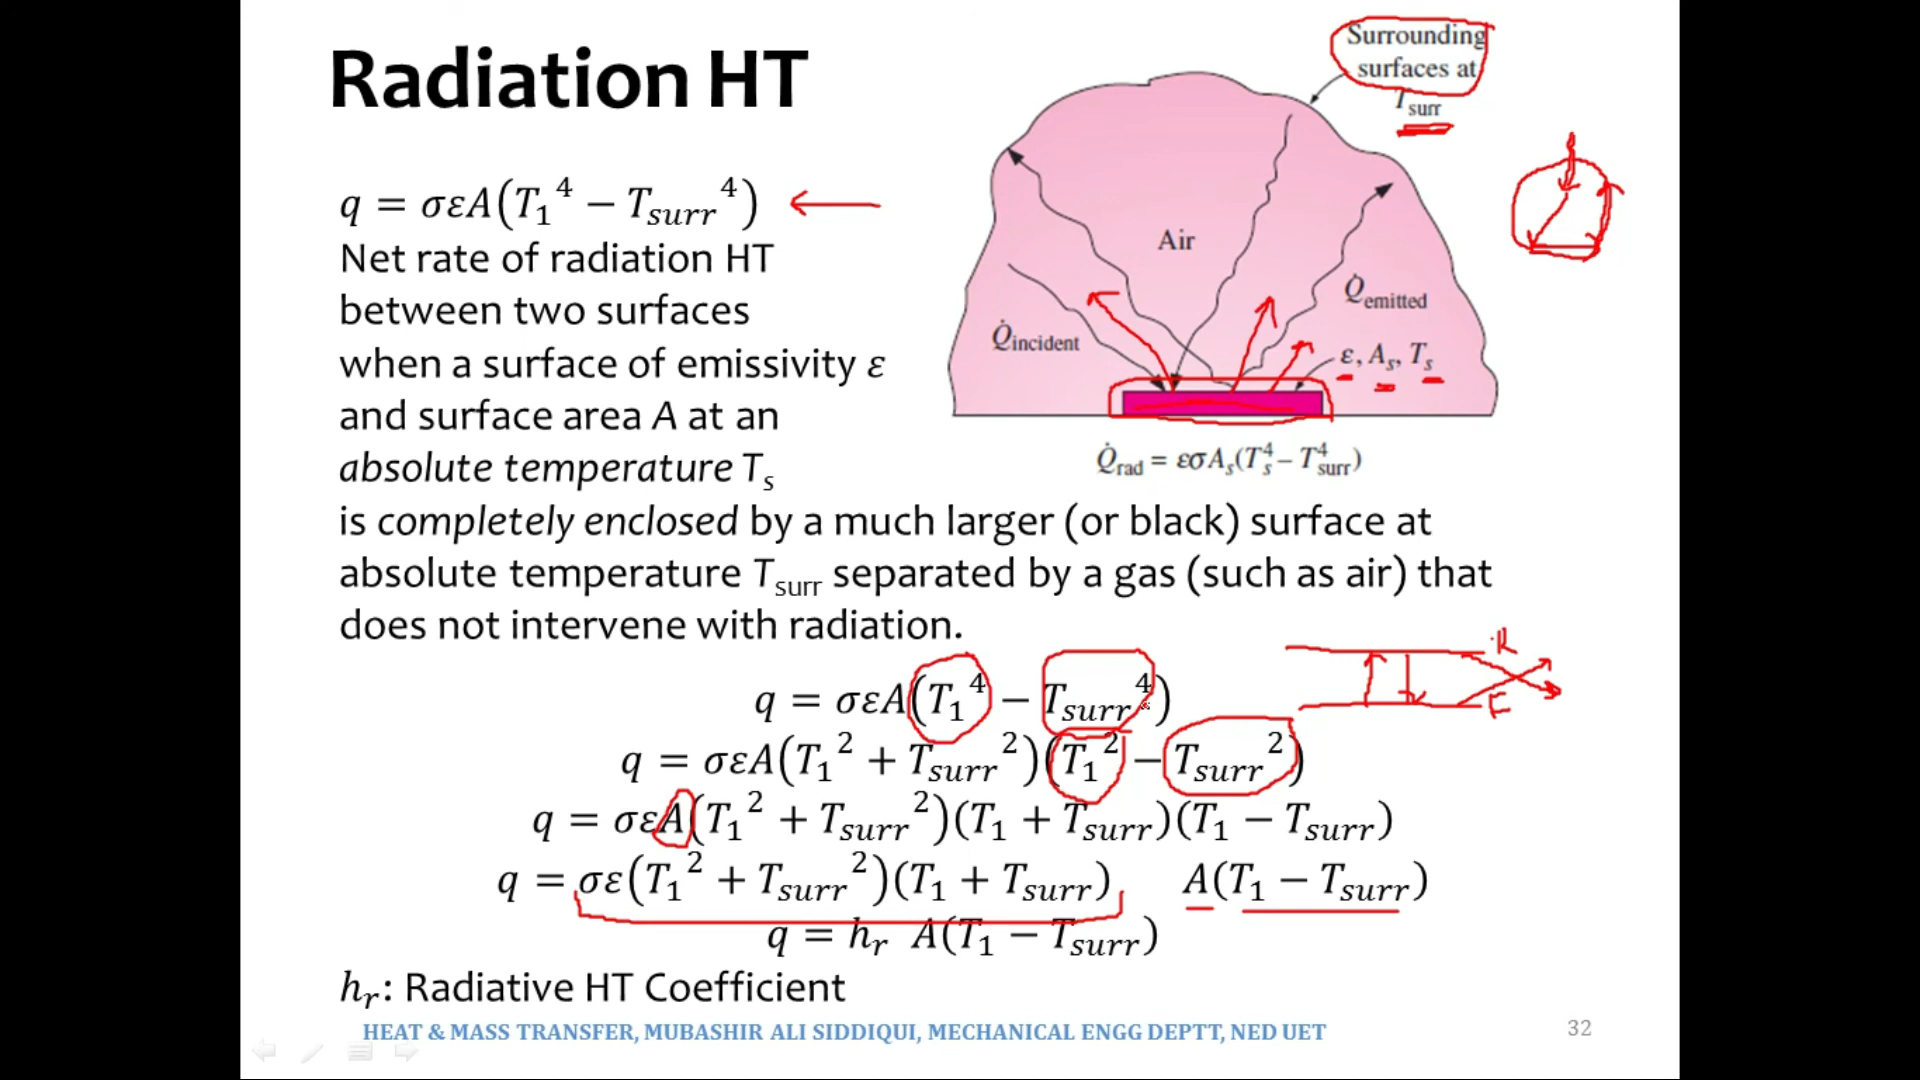 Radiation HT
Surrounding
surfaces at
T_surr
q = σεA(T₁⁴ − T_surr⁴)
Net rate of radiation HT
between two surfaces
when a surface of emissivity ε
and surface area A at an
absolute temperature T_s
Air
Q̇_incident
Q̇_emitted
ε, A_s, T_s
Q̇_rad = εσA_s(T_s⁴ − T_surr⁴)
is completely enclosed by a much larger (or black) surface at
absolute temperature T_surr separated by a gas (such as air) that
does not intervene with radiation.
q = σεA(T₁⁴ − T_surr⁴)
q = σεA(T₁² + T_surr²)(T₁² − T_surr²)
q = σεA(T₁² + T_surr²)(T₁ + T_surr)(T₁ − T_surr)
q = σε(T₁² + T_surr²)(T₁ + T_surr) A(T₁ − T_surr)
q = h_r A(T₁ − T_surr)
h_r: Radiative HT Coefficient
HEAT & MASS TRANSFER, MUBASHIR ALI SIDDIQUI, MECHANICAL ENGG DEPTT, NED UET
32